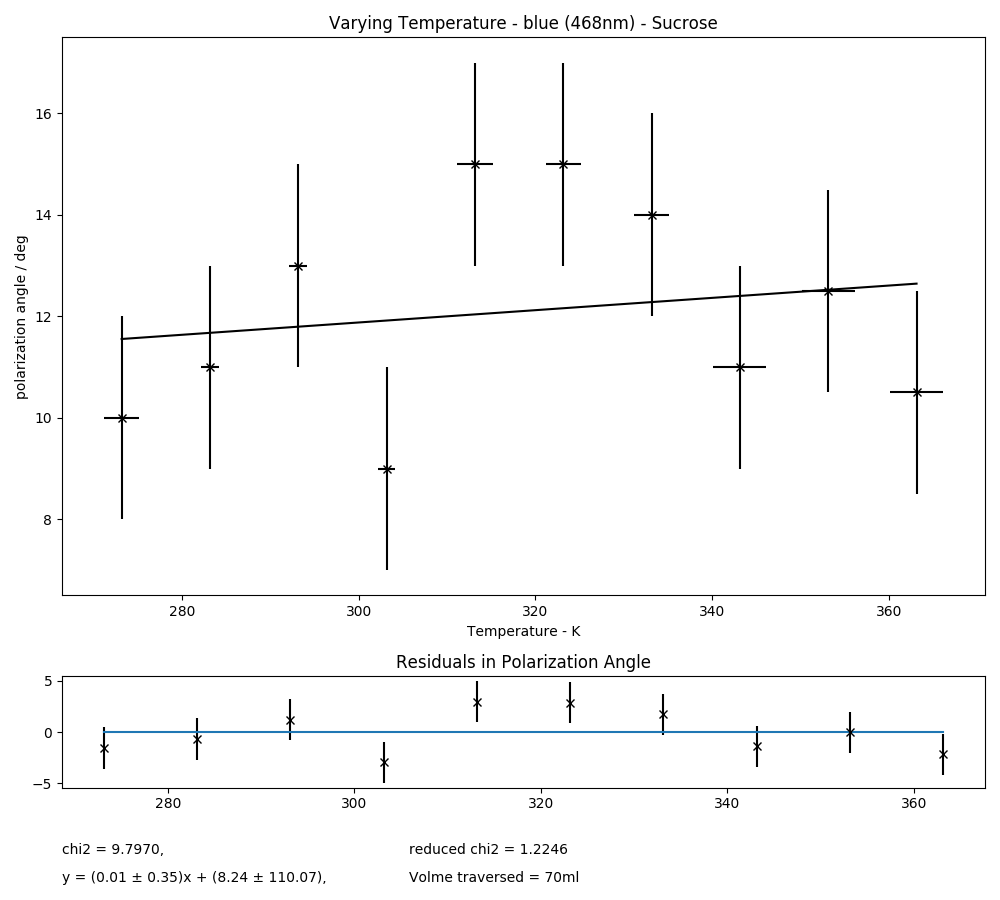 Varying Temperature - blue (468nm) - Sucrose
polarization angle / deg
16
14
12
10
8
280 300 320 340 360
Temperature - K
Residuals in Polarization Angle
5
0
−5
280 300 320 340 360
chi2 = 9.7970, reduced chi2 = 1.2246
y = (0.01 ± 0.35)x + (8.24 ± 110.07), Volme traversed = 70ml